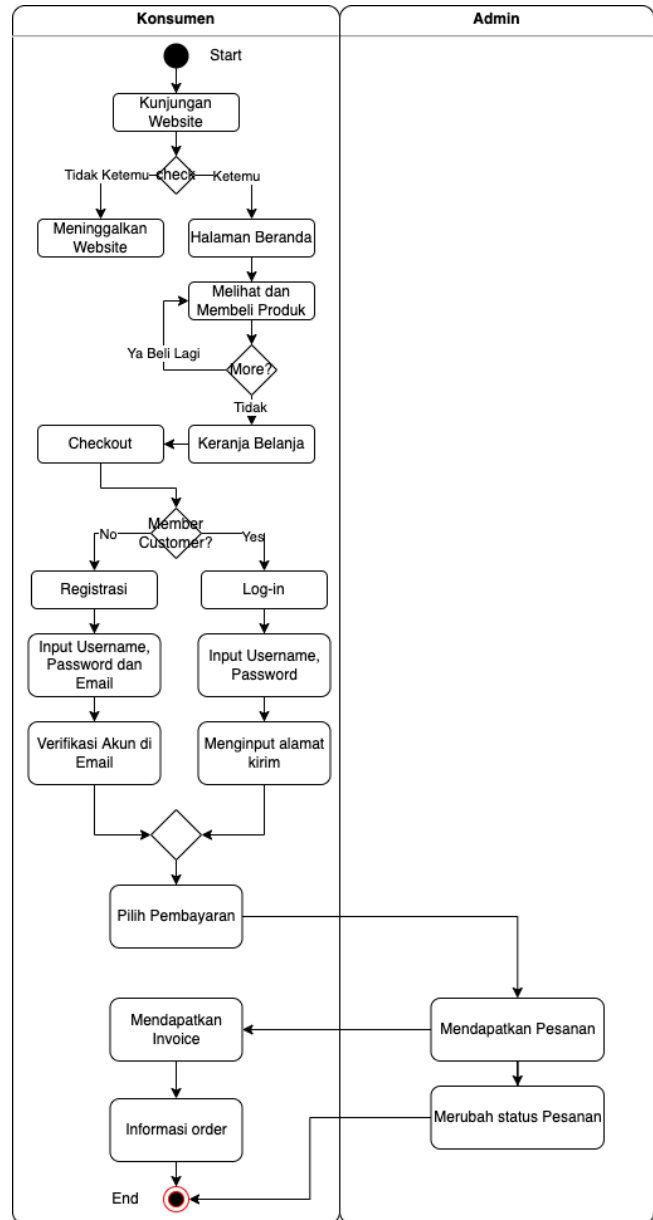 Konsumen
Admin
Start
Kunjungan
Website
check
Tidak Ketemu
Ketemu
Meninggalkan
Website
Halaman Beranda
Melihat dan
Membeli Produk
Ya Beli Lagi
More?
Tidak
Checkout
Keranja Belanja
Member
Customer?
No
Yes
Registrasi
Log-in
Input Username,
Password dan
Email
Input Username,
Password
Verifikasi Akun di
Email
Menginput alamat
kirim
Pilih Pembayaran
Mendapatkan
Invoice
Mendapatkan Pesanan
Informasi order
Merubah status Pesanan
End